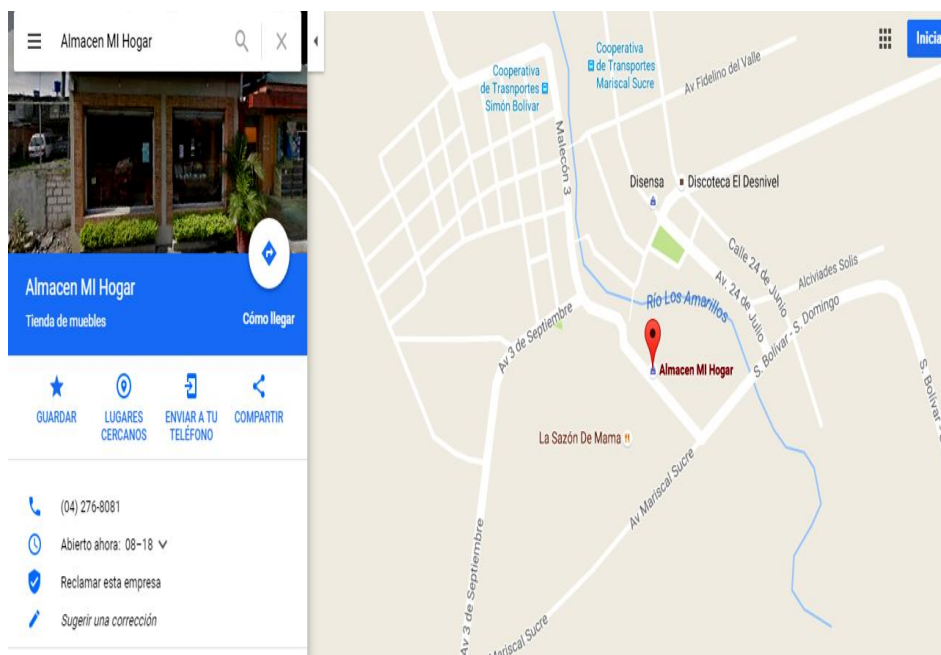 Almacen MI Hogar
Almacen MI Hogar
Tienda de muebles
Cómo llegar
GUARDAR
LUGARES
CERCANOS
ENVIAR A TU
TELÉFONO
COMPARTIR
(04) 276-8081
Abierto ahora: 08–18
Reclamar esta empresa
Sugerir una corrección
Inicia
Cooperativa
de Transportes
Mariscal Sucre
Cooperativa
de Trasnportes
Simón Bolivar
Av Fidelino del Valle
Malecón 3
Disensa
Discoteca El Desnivel
Calle 24 de Junio
Alciviades Solis
Av. 24 de Julio
Río Los Amarillos
S. Bolívar - S. Domingo
S. Bolívar - S.
Av 3 de Septiembre
Almacen MI Hogar
La Sazón De Mama
Av Mariscal Sucre
Av 3 de Septiembre
Mariscal Sucre